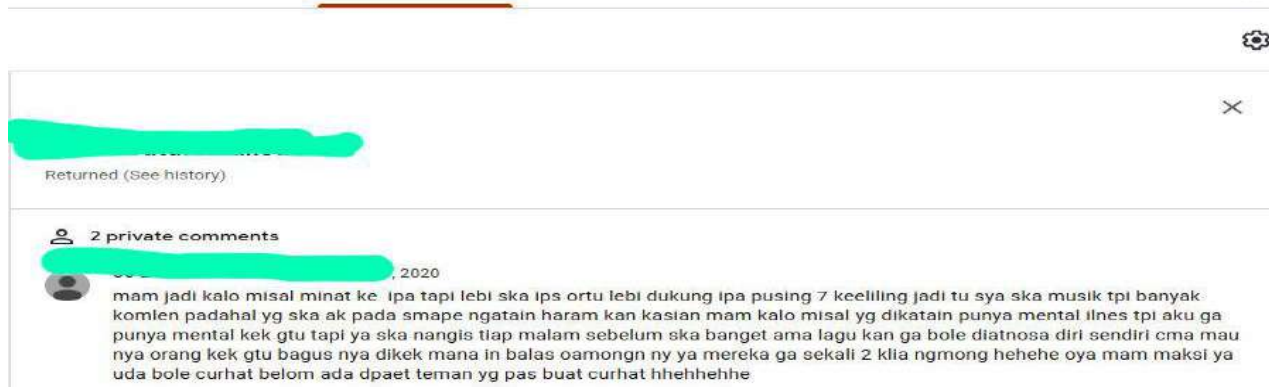 Returned (See history)
2 private comments
, 2020
mam jadi kalo misal minat ke ipa tapi lebi ska ips ortu lebi dukung ipa pusing 7 keeliling jadi tu sya ska musik tpi banyak
komlen padahal yg ska ak pada smape ngatain haram kan kasian mam kalo misal yg dikatain punya mental ilnes tpi aku ga
punya mental kek gtu tapi ya ska nangis tiap malam sebelum ska banget ama lagu kan ga bole diatnosa diri sendiri cma mau
nya orang kek gtu bagus nya dikek mana in balas oamongn ny ya mereka ga sekali 2 klia ngmong hehehe oya mam maksi ya
uda bole curhat belom ada dpaet teman yg pas buat curhat hhehhehhe